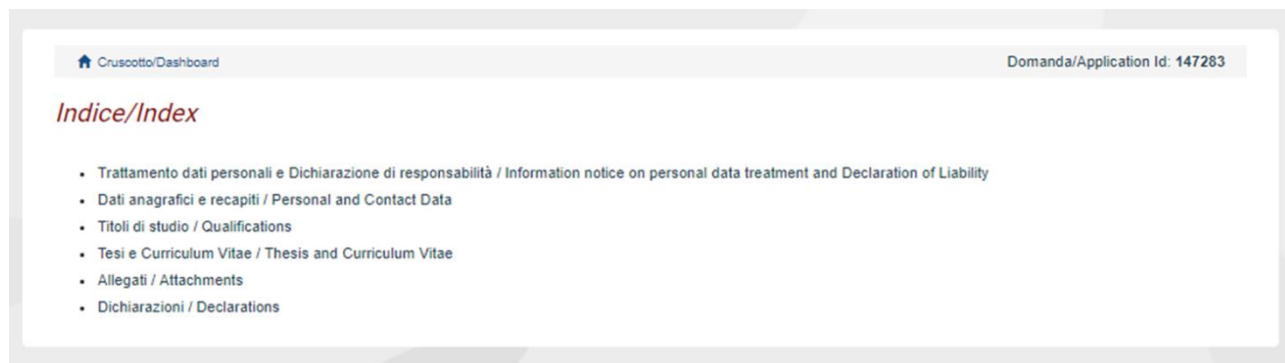 Cruscotto/Dashboard Domanda/Application Id: 147283
Indice/Index
• Trattamento dati personali e Dichiarazione di responsabilità / Information notice on personal data treatment and Declaration of Liability
• Dati anagrafici e recapiti / Personal and Contact Data
• Titoli di studio / Qualifications
• Tesi e Curriculum Vitae / Thesis and Curriculum Vitae
• Allegati / Attachments
• Dichiarazioni / Declarations